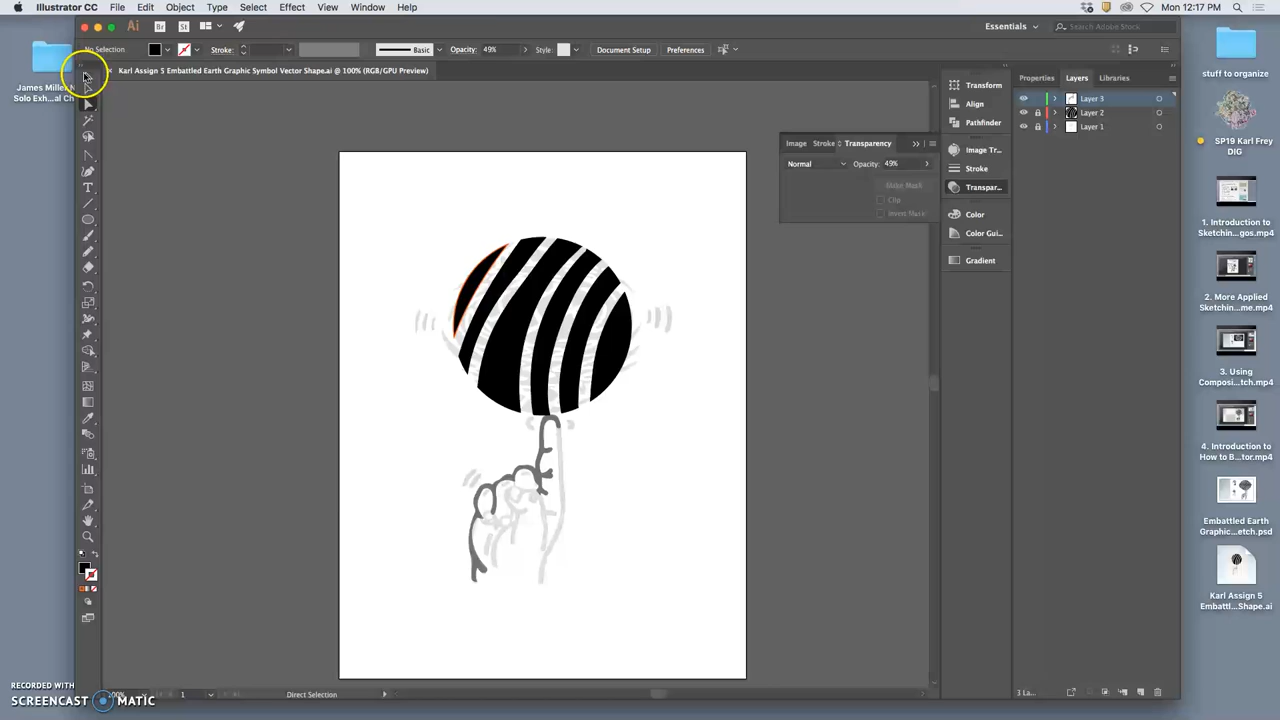 Illustrator CC File Edit Object Type Select Effect View Window Help
Mon 12:17 PM
Ai Br St Essentials Search Adobe Stock
No Selection Stroke: Basic Opacity: 49% Style: Document Setup Preferences
Karl Assign 5 Embattled Earth Graphic Symbol Vector Shape.ai @ 100% (RGB/GPU Preview)
James Miller N
Solo Exh...al Ch
Image Stroke Transparency
Normal Opacity: 49%
Make Mask
Clip
Invert Mask
Transform
Align
Pathfinder
Image Tr...
Stroke
Transpar...
Color
Color Gui...
Gradient
Properties Layers Libraries
Layer 3
Layer 2
Layer 1
3 La...
stuff to organize
SP19 Karl Frey
DIG
1. Introduction to
Sketchin...gos.mp4
2. More Applied
Sketchin...me.mp4
3. Using
Composi...tch.mp4
4. Introduction to
How to B...tor.mp4
Embattled Earth
Graphic...etch.psd
Karl Assign 5
Embattl...Shape.ai
100% 1 Direct Selection
RECORDED WITH
SCREENCAST MATIC